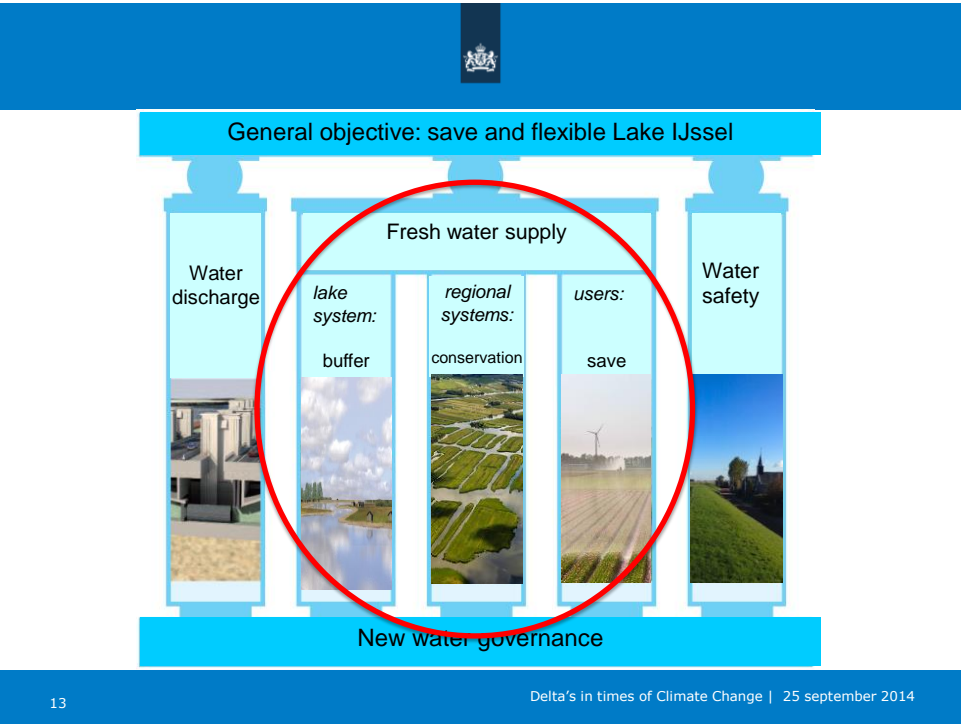 General objective: save and flexible Lake IJssel
Fresh water supply
Water
discharge
lake
system:
buffer
regional
systems:
conservation
users:
save
Water
safety
New water governance
13
Delta's in times of Climate Change | 25 september 2014